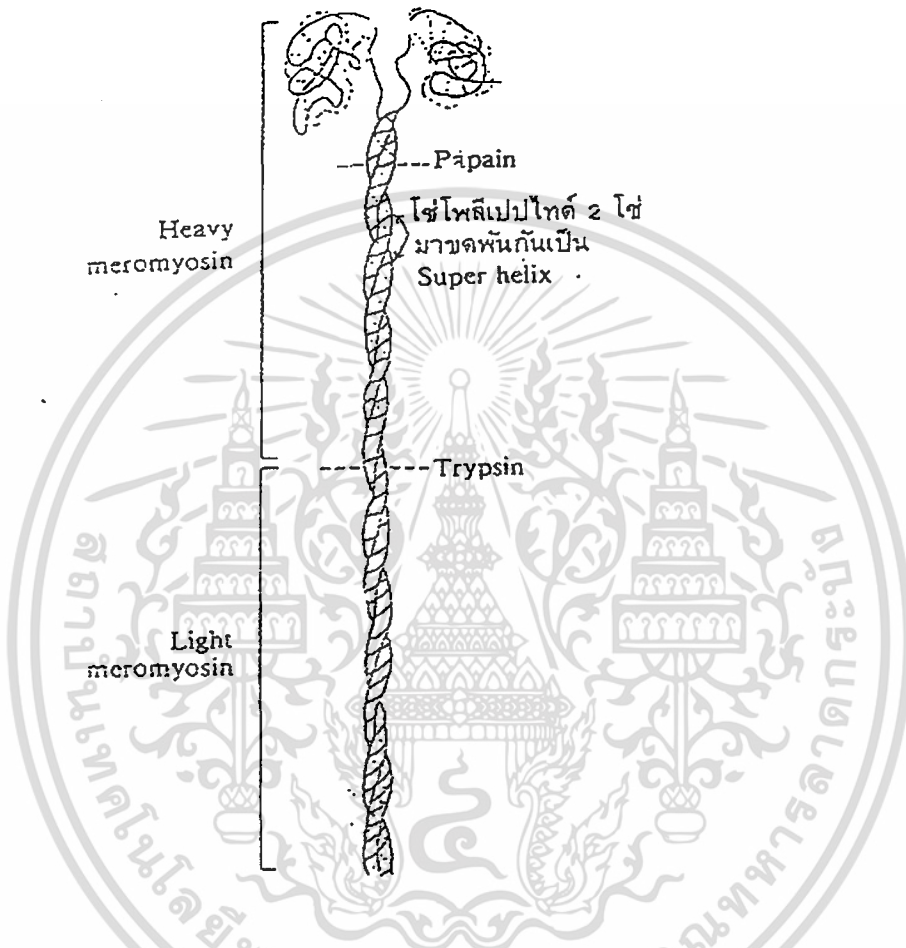 Papain
โซ่โพลีเปปไทด์ 2 โซ่
มาขดพันกันเป็น
Super helix
Heavy
meromyosin
Trypsin
Light
meromyosin